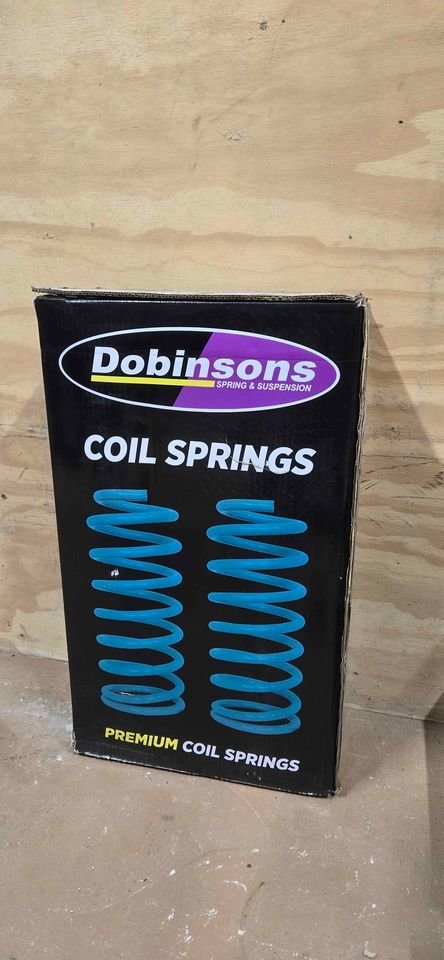 Dobinsons
SPRING & SUSPENSION
COIL SPRINGS
PREMIUM COIL SPRINGS